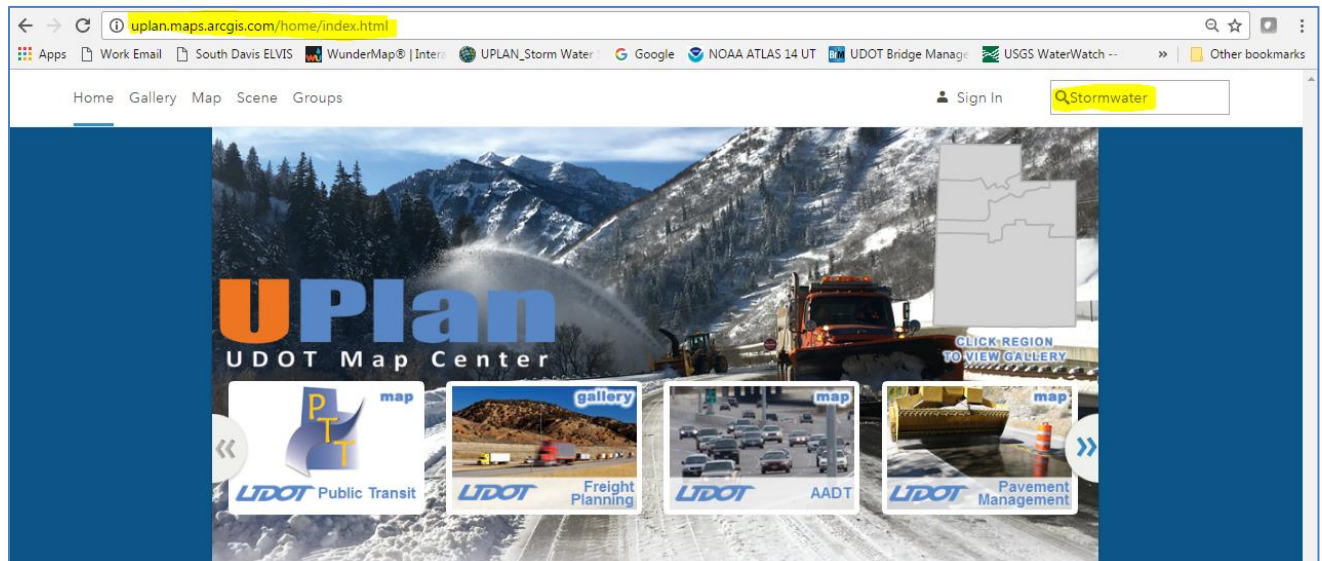 uplan.maps.arcgis.com/home/index.html
Apps Work Email South Davis ELVIS WunderMap® | Inter UPLAN_Storm Water Google NOAA ATLAS 14 UT UDOT Bridge Manage USGS WaterWatch -- » Other bookmarks
Home Gallery Map Scene Groups Sign In Stormwater
UPlan
UDOT Map Center
CLICK REGION
TO VIEW GALLERY
map gallery map map
PTT
UDOT Public Transit
UDOT Freight Planning
UDOT AADT
UDOT Pavement Management